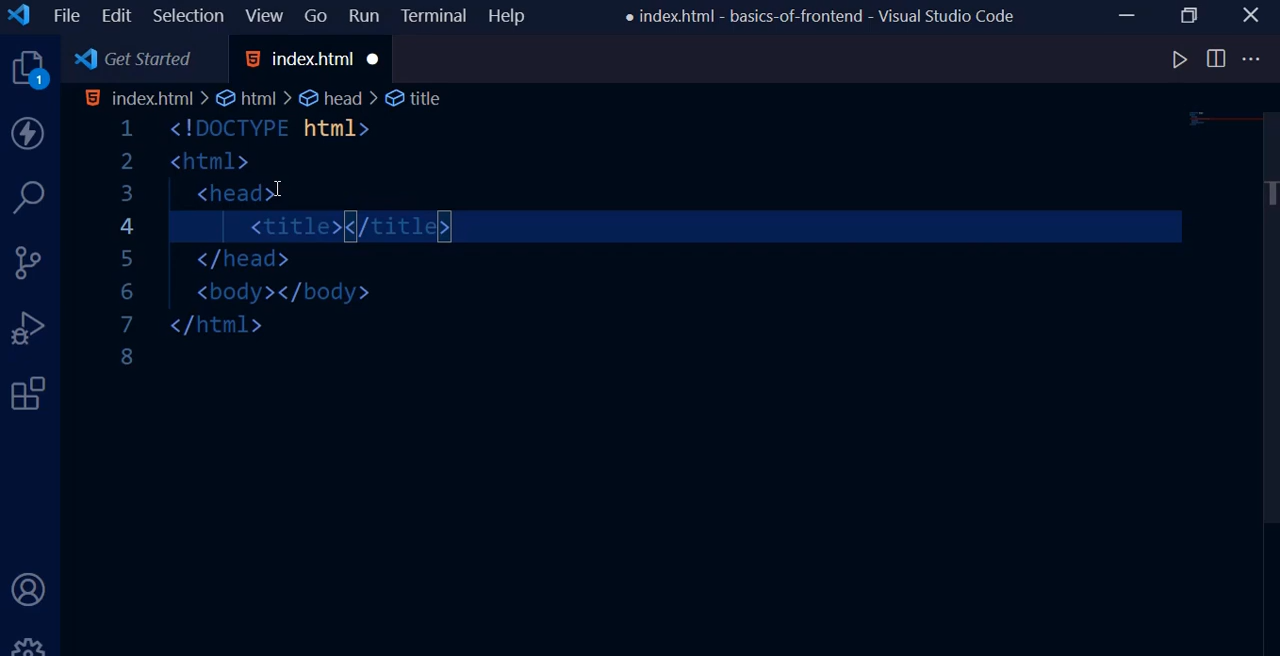 File Edit Selection View Go Run Terminal Help ● index.html - basics-of-frontend - Visual Studio Code
Get Started index.html
1
index.html > html > head > title
1 <!DOCTYPE html>
2 <html>
3 <head>
4 <title></title>
5 </head>
6 <body></body>
7 </html>
8